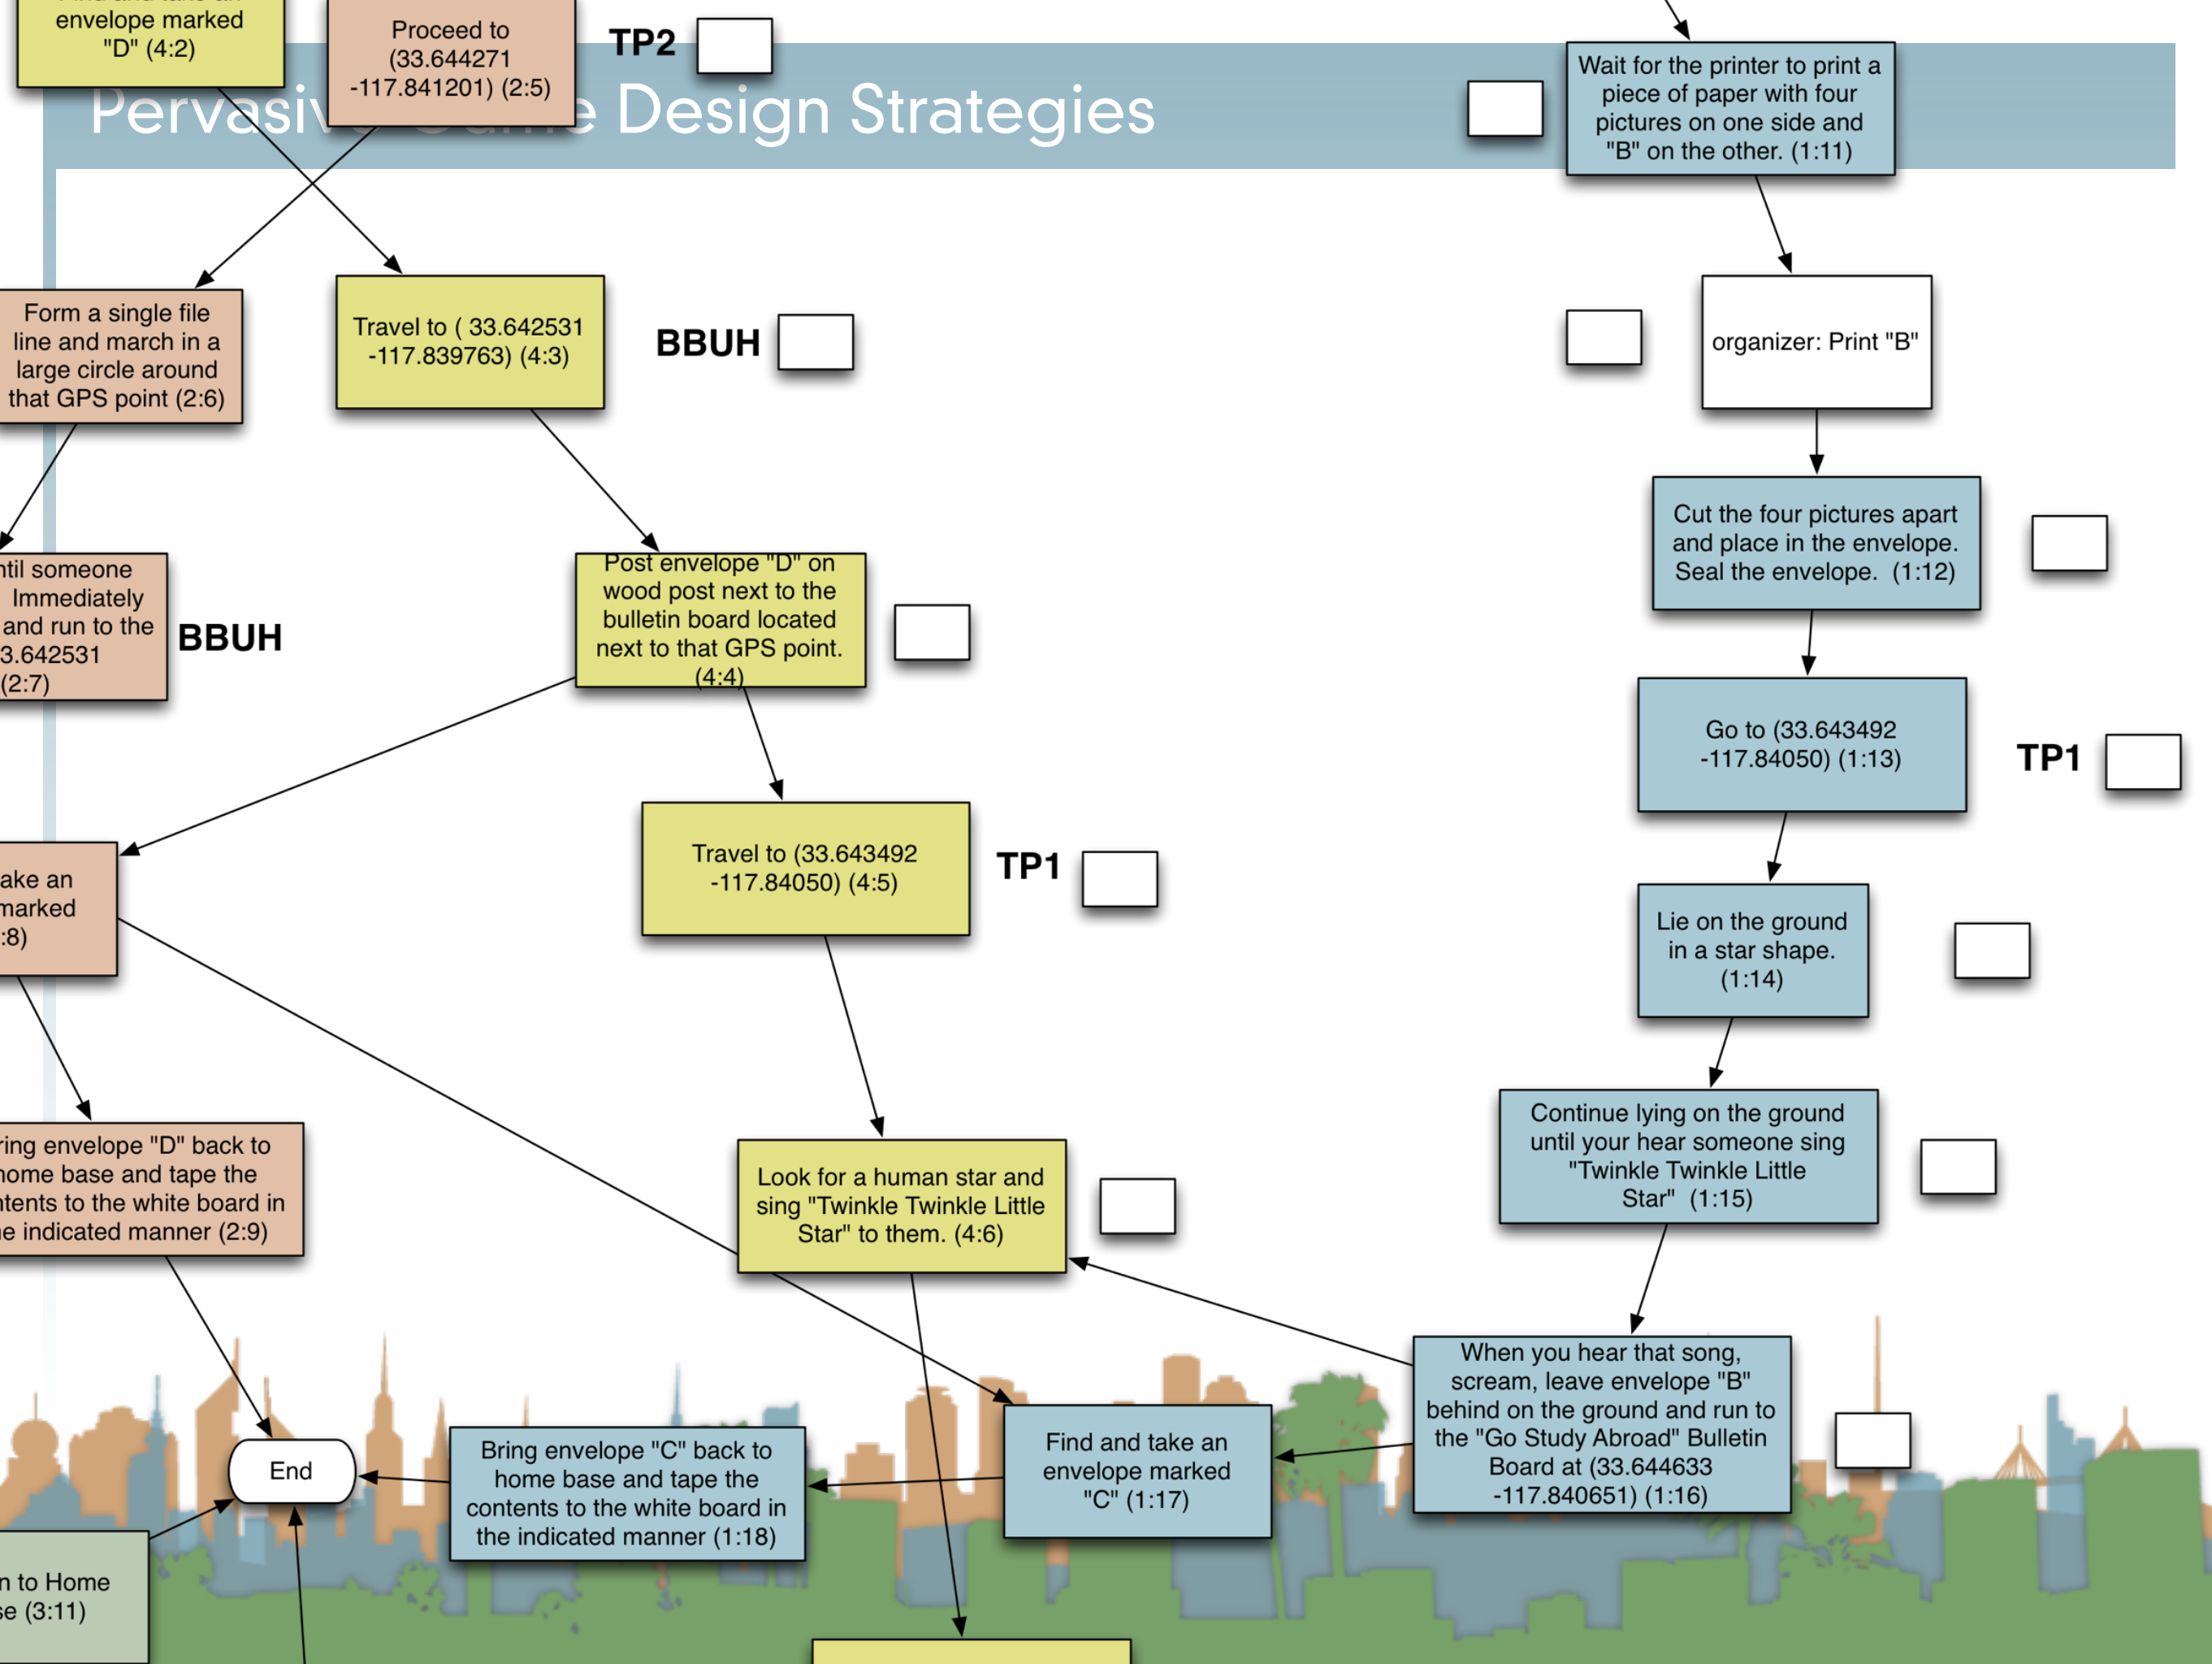 envelope marked
"D" (4:2)
Proceed to
(33.644271
-117.841201) (2:5)
TP2
Design Strategies
Wait for the printer to print a
piece of paper with four
pictures on one side and
"B" on the other. (1:11)
Form a single file
line and march in a
large circle around
that GPS point (2:6)
Travel to ( 33.642531
-117.839763) (4:3)
BBUH
organizer: Print "B"
Cut the four pictures apart
and place in the envelope.
Seal the envelope.  (1:12)
someone
Immediately
and run to the
3.642531
(2:7)
BBUH
Post envelope "D" on
wood post next to the
bulletin board located
next to that GPS point.
(4:4)
Go to (33.643492
-117.84050) (1:13)
TP1
Travel to (33.643492
-117.84050) (4:5)
TP1
ake an
marked
:8)
Lie on the ground
in a star shape.
(1:14)
Continue lying on the ground
until your hear someone sing
"Twinkle Twinkle Little
Star"  (1:15)
ring envelope "D" back to
home base and tape the
ntents to the white board in
e indicated manner (2:9)
Look for a human star and
sing "Twinkle Twinkle Little
Star" to them. (4:6)
When you hear that song,
scream, leave envelope "B"
behind on the ground and run to
the "Go Study Abroad" Bulletin
Board at (33.644633
-117.840651) (1:16)
Find and take an
envelope marked
"C" (1:17)
Bring envelope "C" back to
home base and tape the
contents to the white board in
the indicated manner (1:18)
End
n to Home
se (3:11)